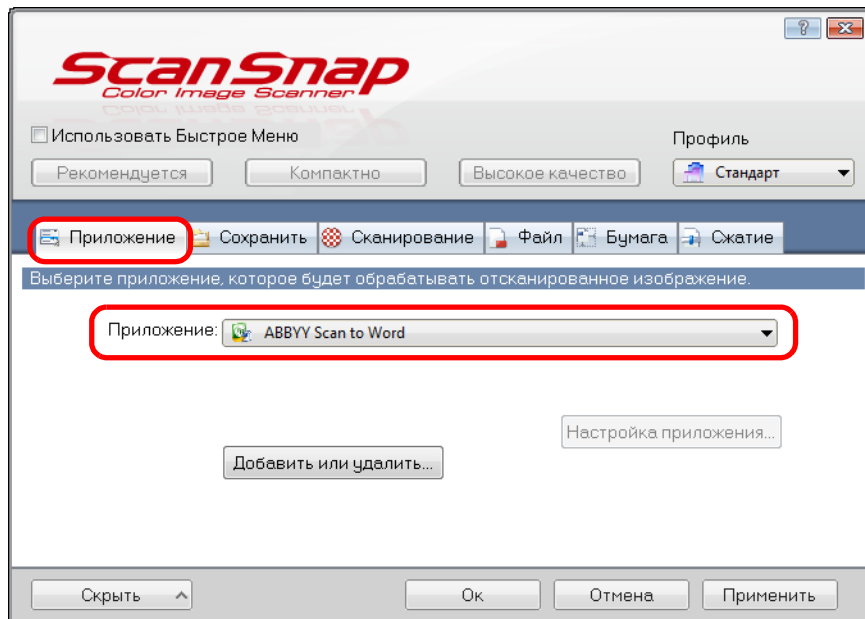 ScanSnap
Color Image Scanner
Использовать Быстрое Меню
Профиль
Рекомендуется Компактно Высокое качество Стандарт
Приложение Сохранить Сканирование Файл Бумага Сжатие
Выберите приложение, которое будет обрабатывать отсканированное изображение.
Приложение: ABBYY Scan to Word
Настройка приложения...
Добавить или удалить...
Скрыть Ок Отмена Применить